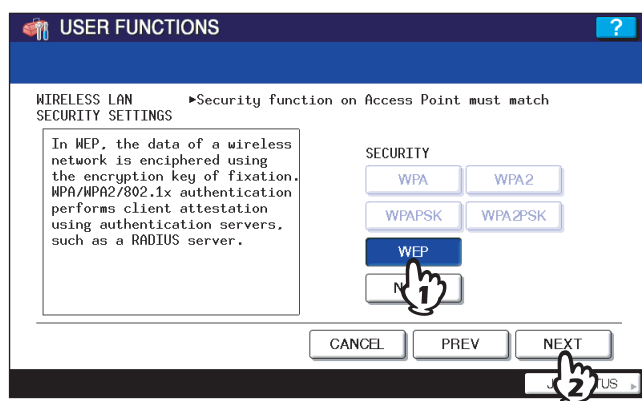 USER FUNCTIONS
?
WIRELESS LAN ►Security function on Access Point must match
SECURITY SETTINGS
In WEP, the data of a wireless
network is enciphered using
the encryption key of fixation.
WPA/WPA2/802.1x authentication
performs client attestation
using authentication servers,
such as a RADIUS server.
SECURITY
WPA WPA2
WPAPSK WPA2PSK
WEP
1
CANCEL PREV NEXT
2